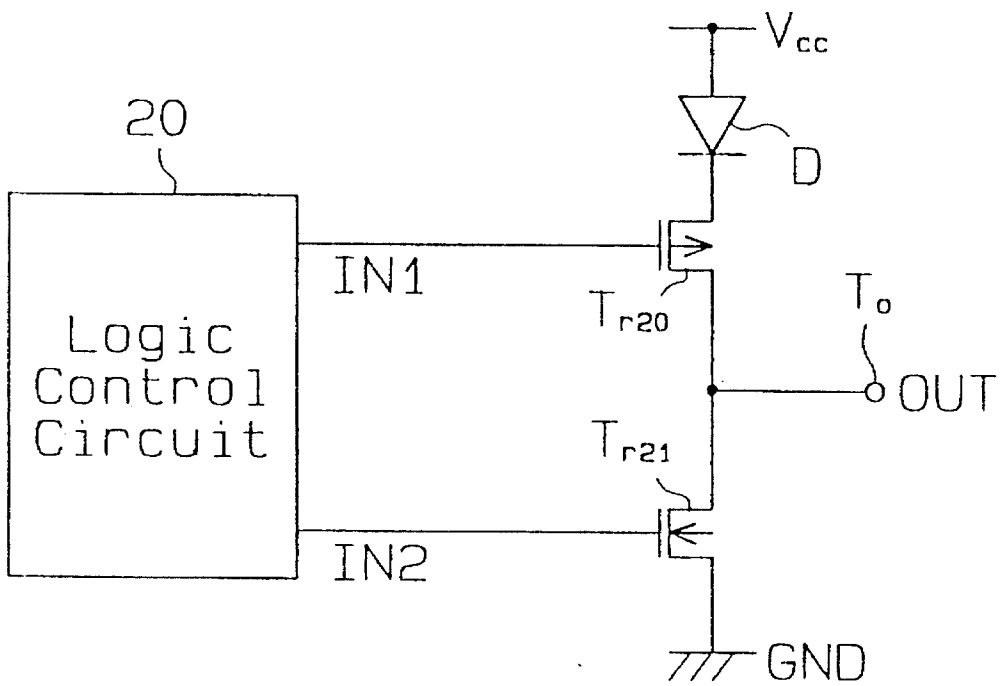 Vcc
20
D
IN1
Tr20
To
Logic
Control
Circuit
OUT
Tr21
IN2
GND